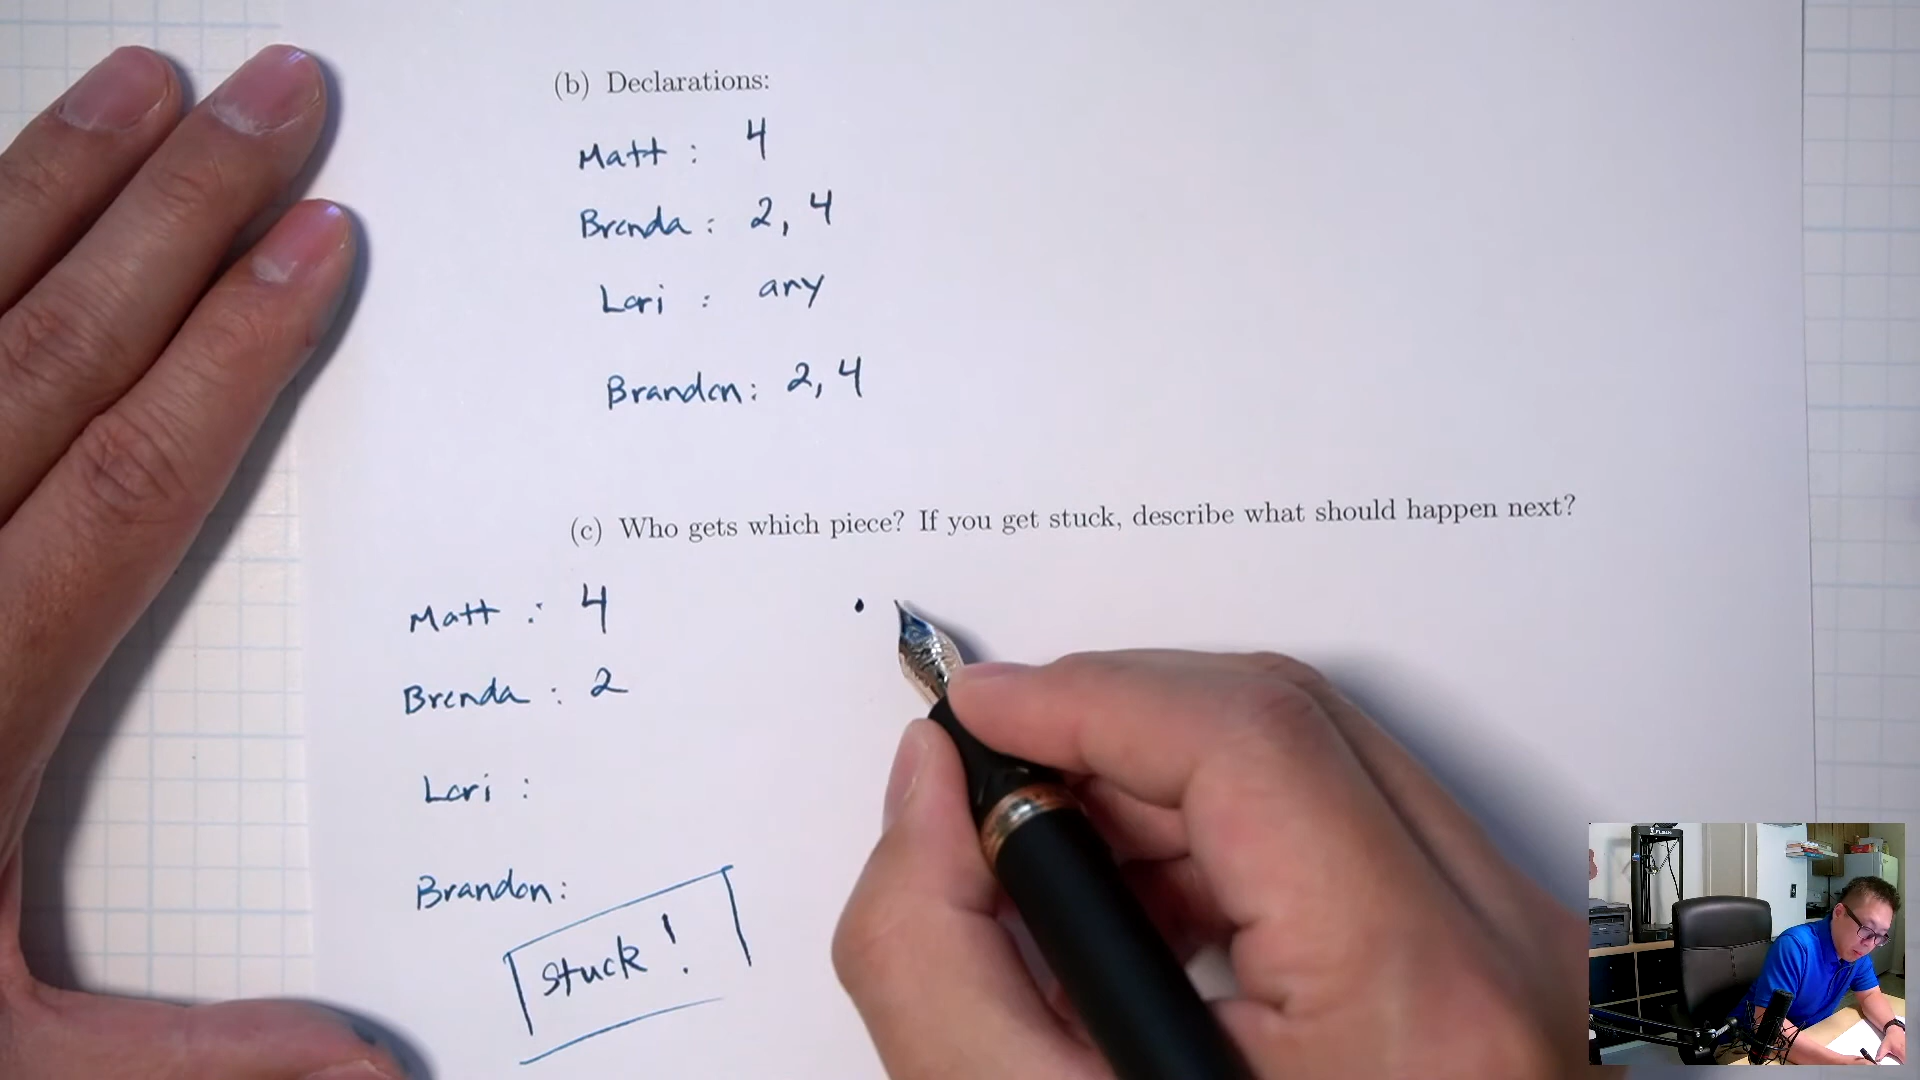 (b) Declarations:
Matt : 4
Brenda : 2, 4
Lori : any
Brandon: 2, 4
(c) Who gets which piece? If you get stuck, describe what should happen next?
Matt : 4
Brenda : 2
Lori :
Brandon:
Stuck!